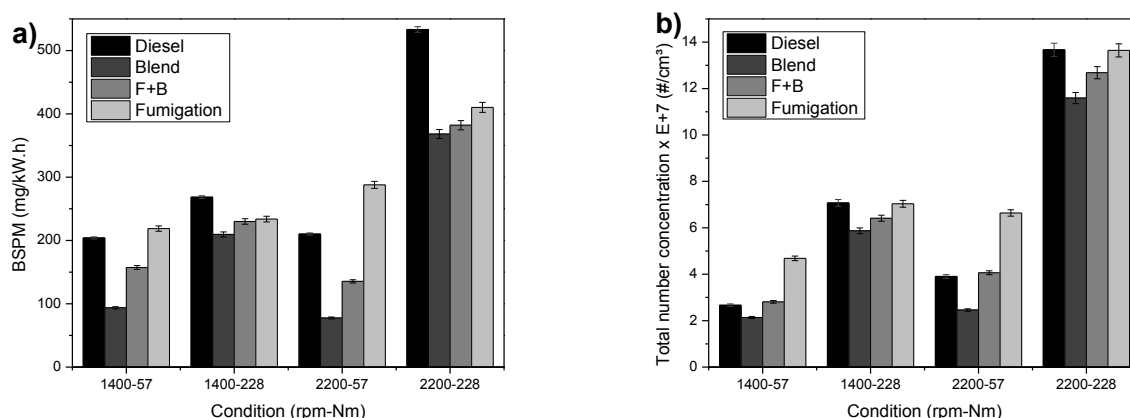 a)
Diesel
Blend
F+B
Fumigation
500
400
300
200
100
0
BSPM (mg/kW.h)
1400-57 1400-228 2200-57 2200-228
Condition (rpm-Nm)
b)
Diesel
Blend
F+B
Fumigation
14
12
10
8
6
4
2
0
Total number concentration x E+7 (#/cm³)
1400-57 1400-228 2200-57 2200-228
Condition (rpm-Nm)